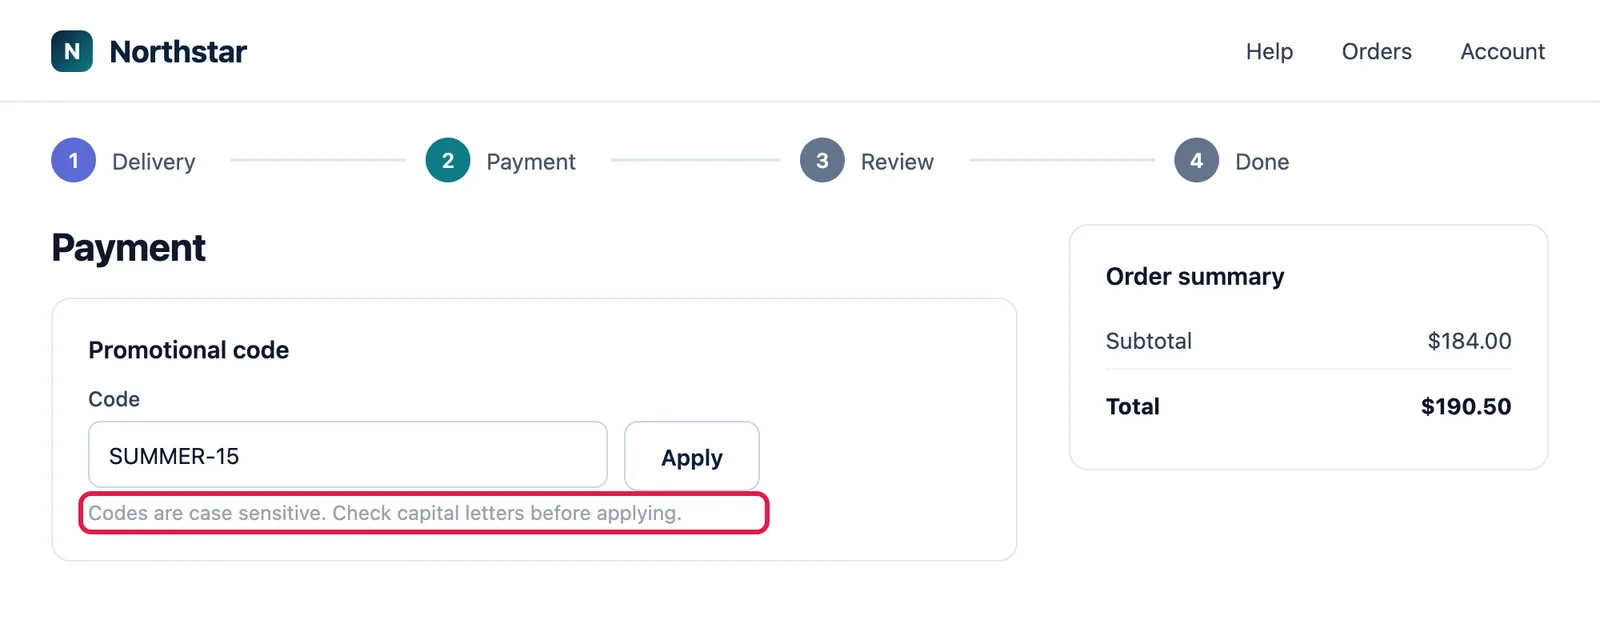 N Northstar
Help Orders Account
1 Delivery 2 Payment 3 Review 4 Done
Payment
Promotional code
Code
SUMMER-15 Apply
Codes are case sensitive. Check capital letters before applying.
Order summary
Subtotal $184.00
Total $190.50